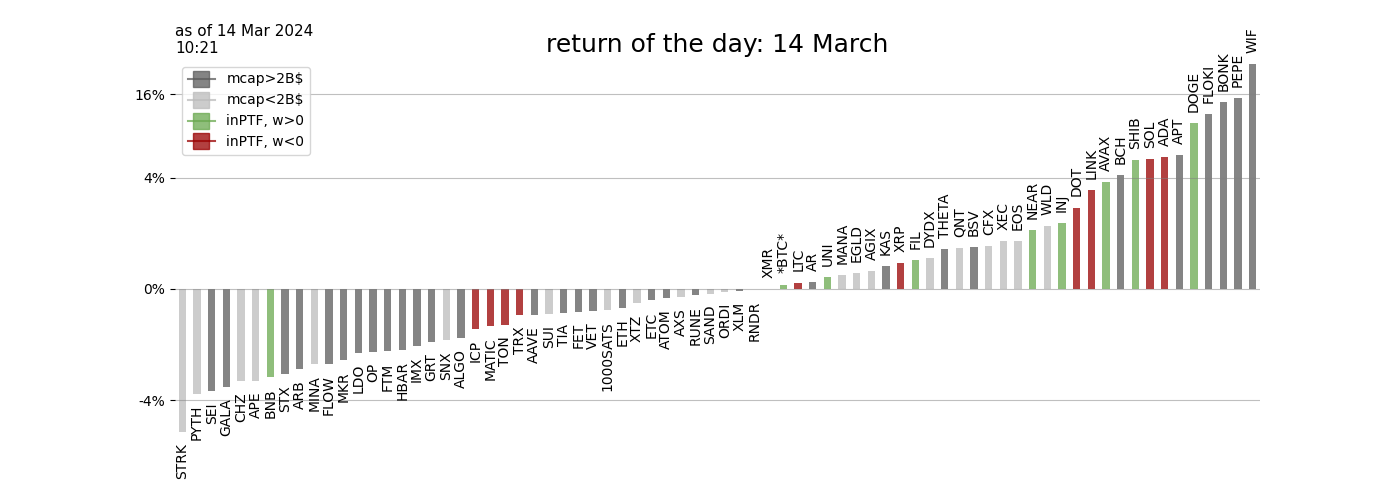 as of 14 Mar 2024
10:21
return of the day: 14 March
mcap>2B$
mcap<2B$
inPTF, w>0
inPTF, w<0
16%
4%
0%
-4%
STRK
PYTH
SEI
GALA
CHZ
APE
BNB
STX
ARB
MINA
FLOW
MKR
LDO
OP
FTM
HBAR
IMX
GRT
SNX
ALGO
ICP
MATIC
TON
TRX
AAVE
SUI
TIA
FET
VET
1000SATS
ETH
XTZ
ETC
ATOM
AXS
RUNE
SAND
ORDI
XLM
RNDR
XMR
*BTC*
LTC
AR
UNI
MANA
EGLD
AGIX
KAS
XRP
FIL
DYDX
THETA
QNT
BSV
CFX
XEC
EOS
NEAR
WLD
INJ
DOT
LINK
AVAX
BCH
SHIB
SOL
ADA
APT
DOGE
FLOKI
BONK
PEPE
WIF